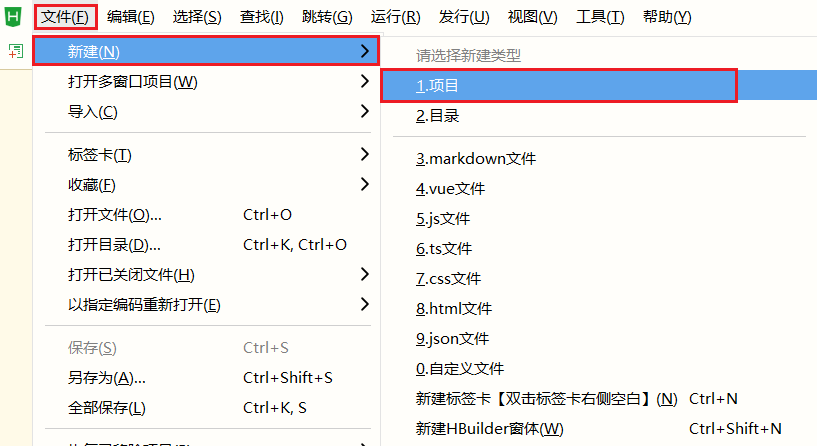 文件(F) 编辑(E) 选择(S) 查找(I) 跳转(G) 运行(R) 发行(U) 视图(V) 工具(T) 帮助(Y)
新建(N)
打开多窗口项目(W)
导入(C)
标签卡(T)
收藏(F)
打开文件(O)... Ctrl+O
打开目录(D)... Ctrl+K, Ctrl+O
打开已关闭文件(H)
以指定编码重新打开(E)
保存(S) Ctrl+S
另存为(A)... Ctrl+Shift+S
全部保存(L) Ctrl+K, S
请选择新建类型
1.项目
2.目录
3.markdown文件
4.vue文件
5.js文件
6.ts文件
7.css文件
8.html文件
9.json文件
0.自定义文件
新建标签卡【双击标签卡右侧空白】(N) Ctrl+N
新建HBuilder窗体(W) Ctrl+Shift+N